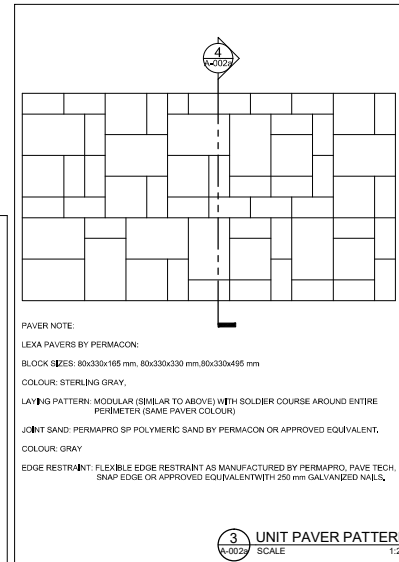 4
A-002a
PAVER NOTE:
LEXA PAVERS BY PERMACON:
BLOCK SIZES: 80x330x165 mm, 80x330x330 mm,80x330x495 mm
COLOUR: STERLING GRAY,
LAYING PATTERN: MODULAR (SIMILAR TO ABOVE) WITH SOLDIER COURSE AROUND ENTIRE
PERIMETER (SAME PAVER COLOUR)
JOINT SAND: PERMAPRO SP POLYMERIC SAND BY PERMACON OR APPROVED EQUIVALENT.
COLOUR: GRAY
EDGE RESTRAINT: FLEXIBLE EDGE RESTRAINT AS MANUFACTURED BY PERMAPRO, PAVE TECH,
SNAP EDGE OR APPROVED EQUIVALENTWITH 250 mm GALVANIZED NAILS.
3
A-002a
UNIT PAVER PATTER
SCALE 1:2